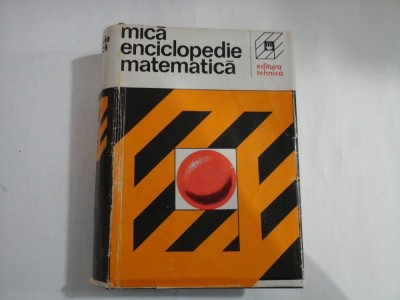 mică
enciclopedie
matematică
editura
tehnică